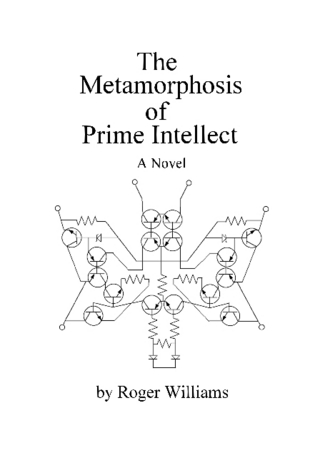 The
Metamorphosis
of
Prime Intellect
A Novel
by Roger Williams